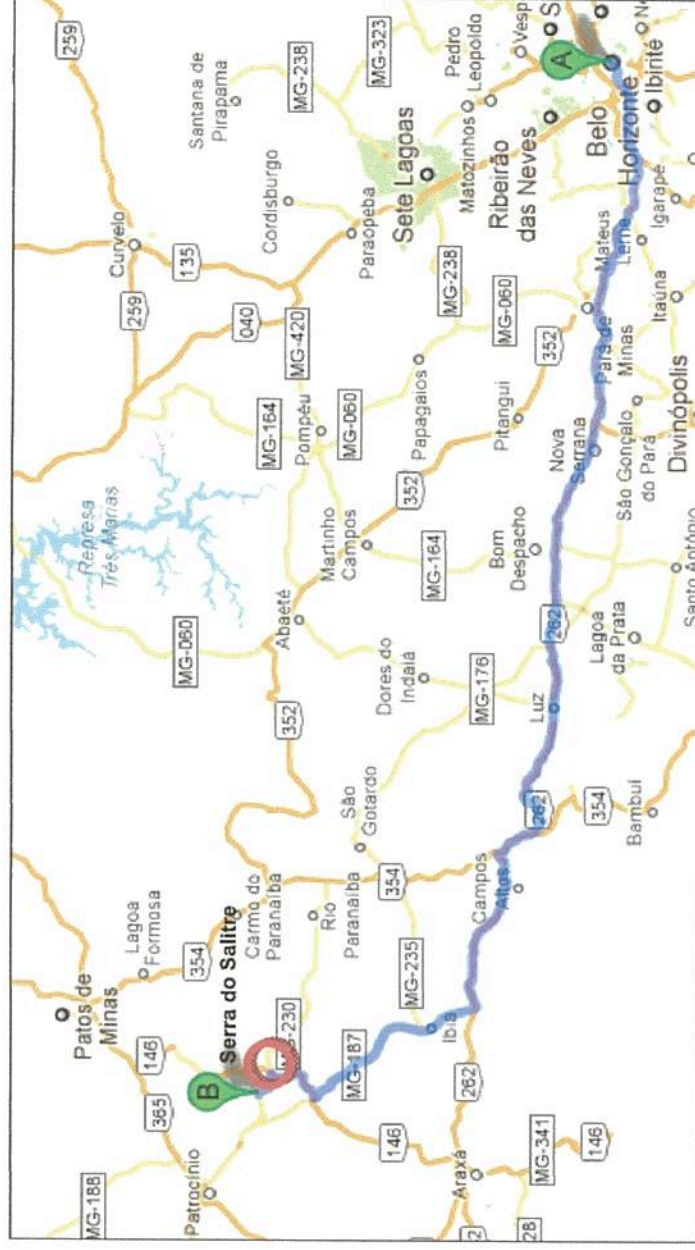 259
MG-188
Patos de
Minas
Lagoa
Formosa
Santana de
Pirapama
MG-238
Curvelo
365
146
354
259
135
MG-323
Represa
Três Marias
MG-060
MG-164
040
Cordisburgo
Patrocínio
B
Serra do Salitre
Carmo do
Paranaíba
352
Abaeté
Pompéu
MG-420
Paraopeba
MG-230
Rio
Paranaíba
MG-060
Pedro
Leopoldo
MG-187
São
Gotardo
Martinho
Campos
Sete Lagoas
Matozinhos
Vesp
S
354
352
Papagaios
MG-238
146
MG-235
Dores do
Indaiá
MG-164
Ribeirão
das Neves
A
Ibiá
MG-176
Pitangui
MG-060
Araxá
262
Campos
Altos
Bom
Despacho
352
Belo
Horizonte
262
Luz
262
Nova
Serrana
Pará de
Minas
Mateus
Leme
Ibirité
MG-341
146
354
Bambuí
Lagoa
da Prata
São Gonçalo
do Pará
Itaúna
Igarapé
28
Santo Antônio
Divinópolis